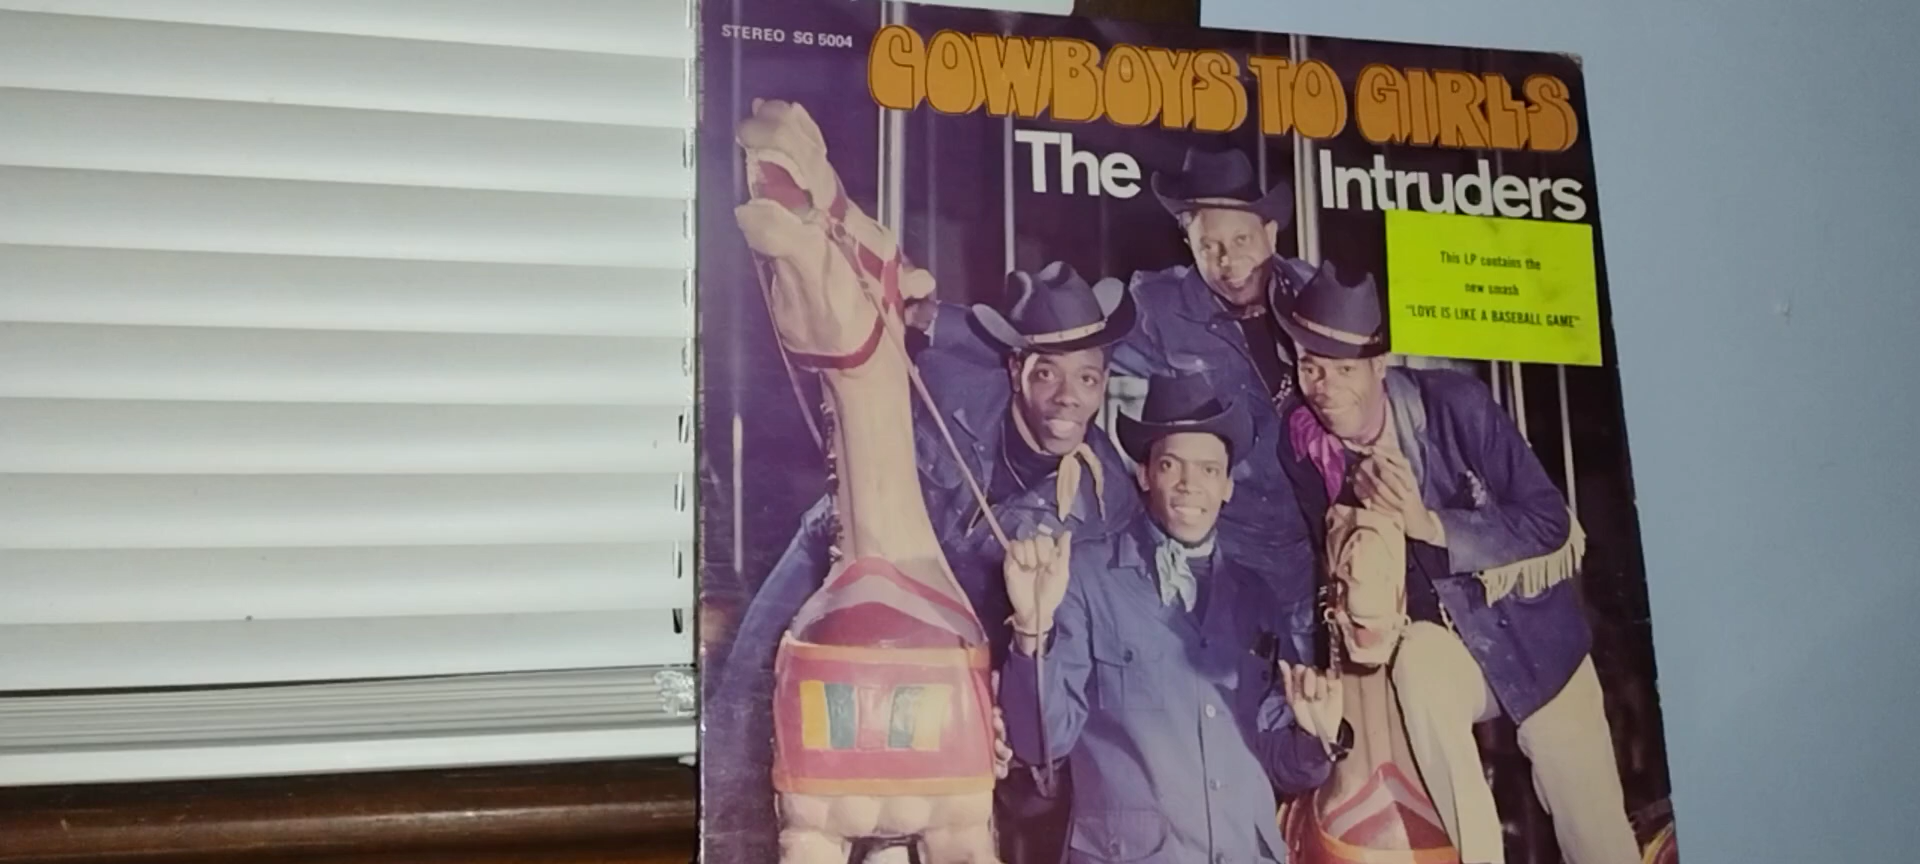 STEREO SG 5004
COWBOYS TO GIRLS
The Intruders
This LP contains the
new smash
"LOVE IS LIKE A BASEBALL GAME"